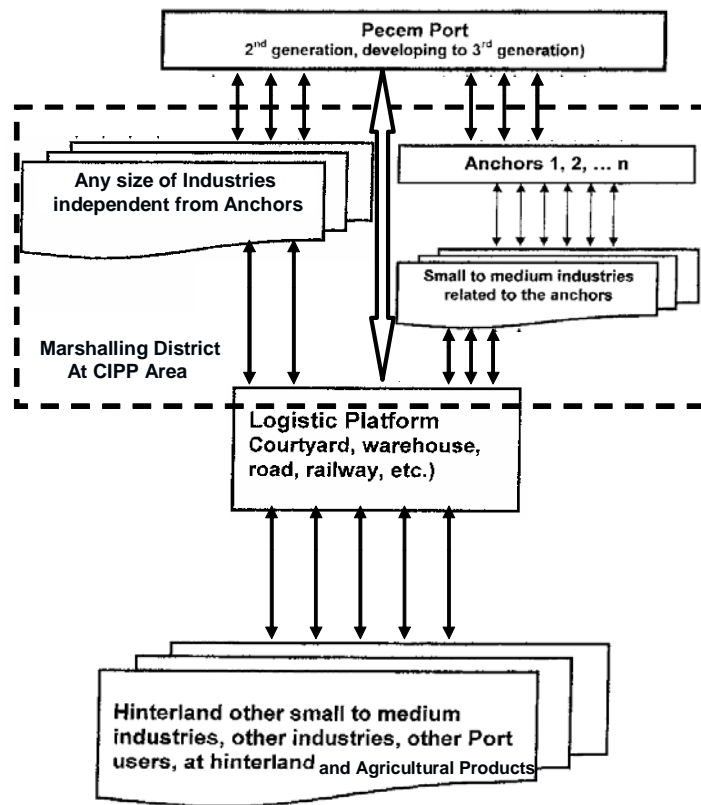 Pecem Port
2nd generation, developing to 3rd generation)
Any size of Industries
independent from Anchors
Anchors 1, 2, ... n
Small to medium industries
related to the anchors
Marshalling District
At CIPP Area
Logistic Platform
Courtyard, warehouse,
road, railway, etc.)
Hinterland other small to medium
industries, other industries, other Port
users, at hinterland and Agricultural Products